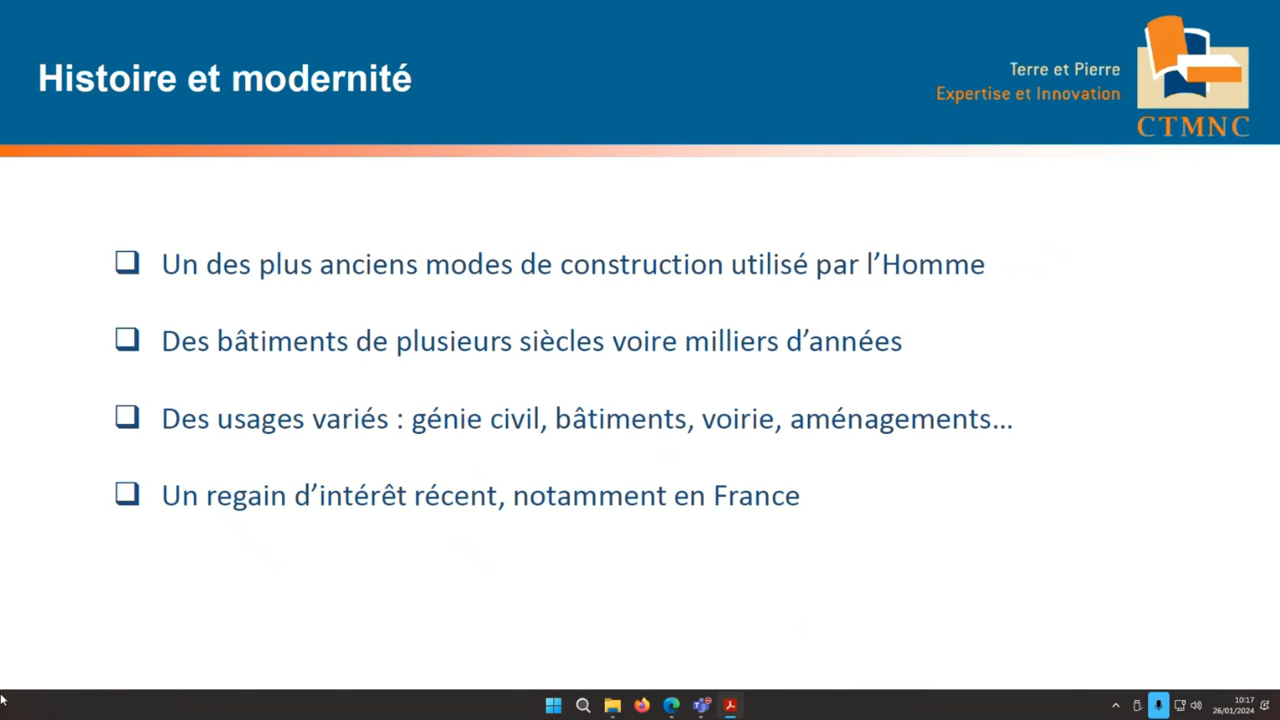 Histoire et modernité
Terre et Pierre
Expertise et Innovation
CTMNC
Un des plus anciens modes de construction utilisé par l’Homme
Des bâtiments de plusieurs siècles voire milliers d’années
Des usages variés : génie civil, bâtiments, voirie, aménagements…
Un regain d’intérêt récent, notamment en France
10:17
26/01/2024